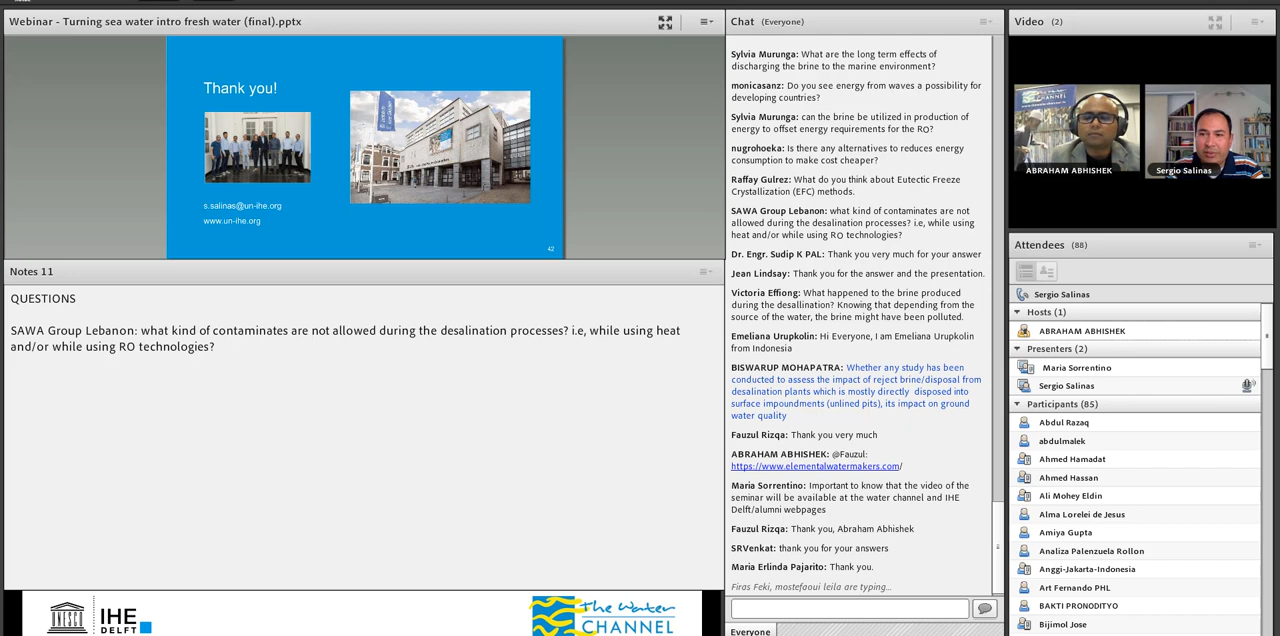 Webinar - Turning sea water intro fresh water (final).pptx
Thank you!
s.salinas@un-ihe.org
www.un-ihe.org
42
Notes 11
QUESTIONS
SAWA Group Lebanon: what kind of contaminates are not allowed during the desalination processes? i.e, while using heat
and/or while using RO technologies?
UNESCO
IHE
DELFT
the Water
CHANNEL
Chat (Everyone)
Sylvia Murunga: What are the long term effects of
discharging the brine to the marine environment?
monicasanz: Do you see energy from waves a possibility for
developing countries?
Sylvia Murunga: can the brine be utilized in production of
energy to offset energy requirements for the RO?
nugrohoeka: Is there any alternatives to reduces energy
consumption to make cost cheaper?
Raffay Gulrez: What do you think about Eutectic Freeze
Crystallization (EFC) methods.
SAWA Group Lebanon: what kind of contaminates are not
allowed during the desalination processes? i.e, while using
heat and/or while using RO technologies?
Dr. Engr. Sudip K PAL: Thank you very much for your answer
Jean Lindsay: Thank you for the answer and the presentation.
Victoria Effiong: What happened to the brine produced
during the desallination? Knowing that depending from the
source of the water, the brine might have been polluted.
Emeliana Urupkolin: Hi Everyone, I am Emeliana Urupkolin
from Indonesia
BISWARUP MOHAPATRA: Whether any study has been
conducted to assess the impact of reject brine/disposal from
desalination plants which is mostly directly disposed into
surface impoundments (unlined pits), its impact on ground
water quality
Fauzul Rizqa: Thank you very much
ABRAHAM ABHISHEK: @Fauzul:
https://www.elementalwatermakers.com/
Maria Sorrentino: Important to know that the video of the
seminar will be available at the water channel and IHE
Delft/alumni webpages
Fauzul Rizqa: Thank you, Abraham Abhishek
SRVenkat: thank you for your answers
Maria Erlinda Pajarito: Thank you.
Firas Feki, mostefaoui leila are typing...
Everyone
Video (2)
ABRAHAM ABHISHEK
Sergio Salinas
Attendees (88)
Sergio Salinas
Hosts (1)
ABRAHAM ABHISHEK
Presenters (2)
Maria Sorrentino
Sergio Salinas
Participants (85)
Abdul Razaq
abdulmalek
Ahmed Hamadat
Ahmed Hassan
Ali Mohey Eldin
Alma Lorelei de Jesus
Amiya Gupta
Analiza Palenzuela Rollon
Anggi-Jakarta-Indonesia
Art Fernando PHL
BAKTI PRONODITYO
Bijimol Jose